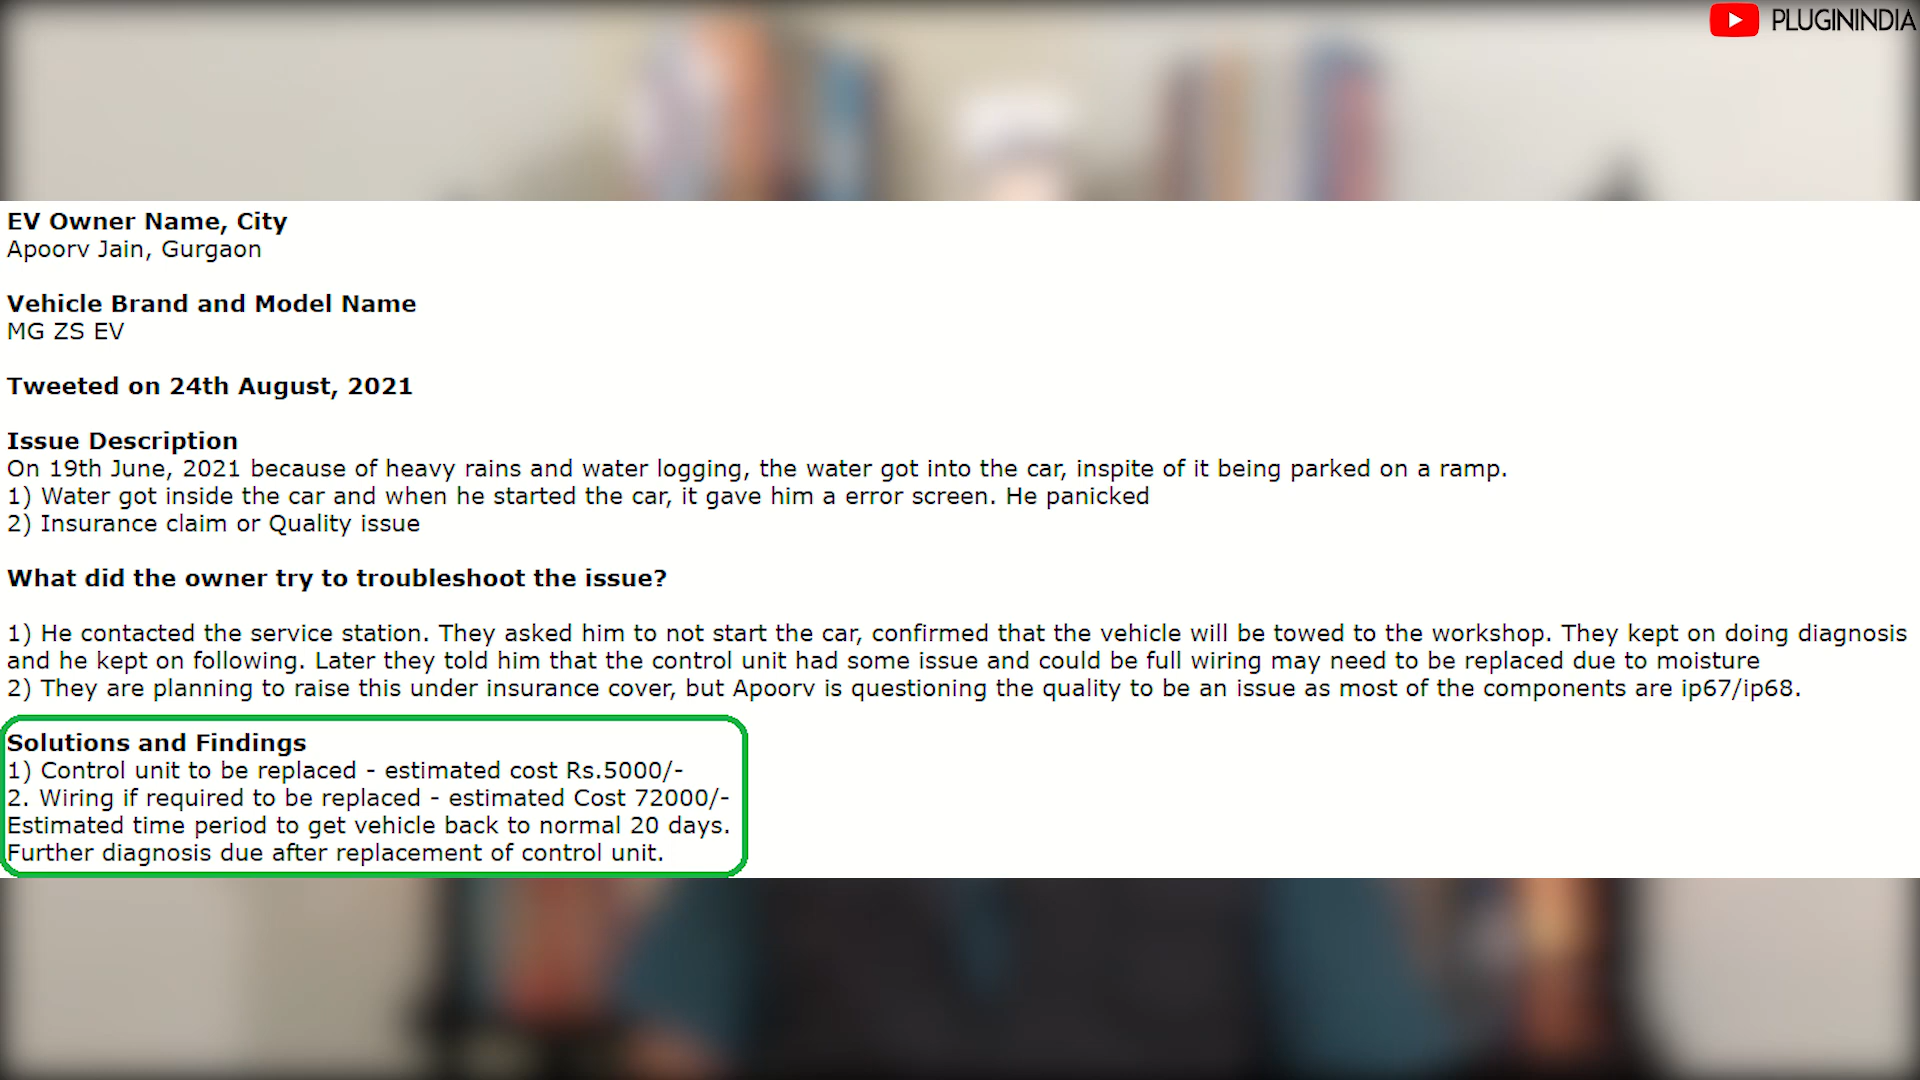 PLUGININDIA
EV Owner Name, City
Apoorv Jain, Gurgaon
Vehicle Brand and Model Name
MG ZS EV
Tweeted on 24th August, 2021
Issue Description
On 19th June, 2021 because of heavy rains and water logging, the water got into the car, inspite of it being parked on a ramp.
1) Water got inside the car and when he started the car, it gave him a error screen. He panicked
2) Insurance claim or Quality issue
What did the owner try to troubleshoot the issue?
1) He contacted the service station. They asked him to not start the car, confirmed that the vehicle will be towed to the workshop. They kept on doing diagnosis
and he kept on following. Later they told him that the control unit had some issue and could be full wiring may need to be replaced due to moisture
2) They are planning to raise this under insurance cover, but Apoorv is questioning the quality to be an issue as most of the components are ip67/ip68.
Solutions and Findings
1) Control unit to be replaced - estimated cost Rs.5000/-
2. Wiring if required to be replaced - estimated Cost 72000/-
Estimated time period to get vehicle back to normal 20 days.
Further diagnosis due after replacement of control unit.